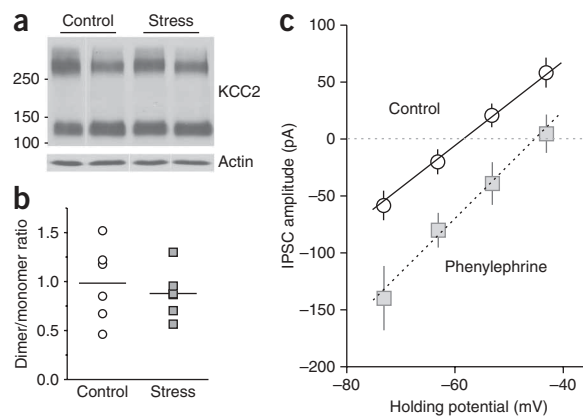 a
Control Stress
250
150
100
KCC2
Actin
b
Dimer/monomer ratio
1.5
1.0
0.5
0.0
Control Stress
c
IPSC amplitude (pA)
100
50
0
−50
−100
−150
−200
Control
Phenylephrine
−80 −60 −40
Holding potential (mV)